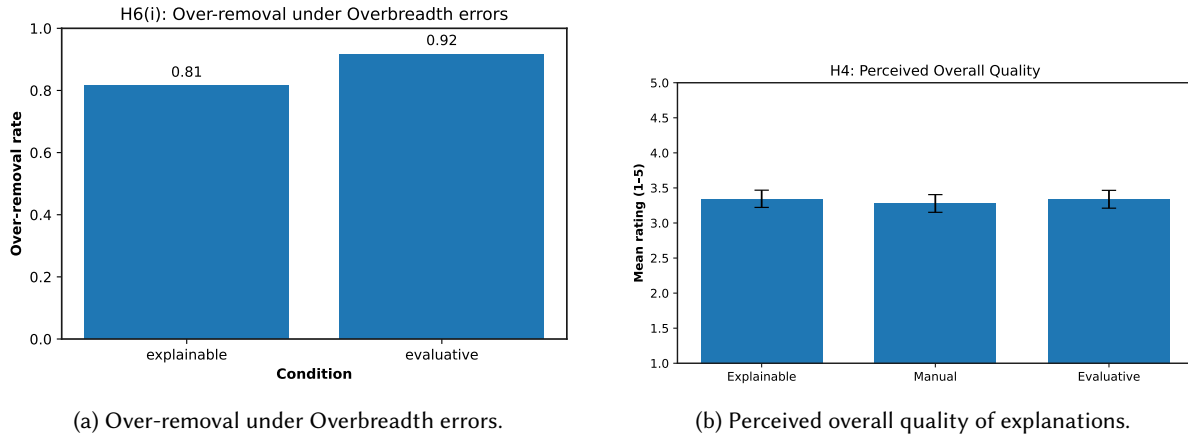 H6(i): Over-removal under Overbreadth errors
1.0
0.8
0.6
0.4
0.2
0.0
Over-removal rate
0.81
0.92
explainable
evaluative
Condition
(a) Over-removal under Overbreadth errors.
H4: Perceived Overall Quality
5.0
4.5
4.0
3.5
3.0
2.5
2.0
1.5
1.0
Mean rating (1–5)
Explainable
Manual
Evaluative
(b) Perceived overall quality of explanations.